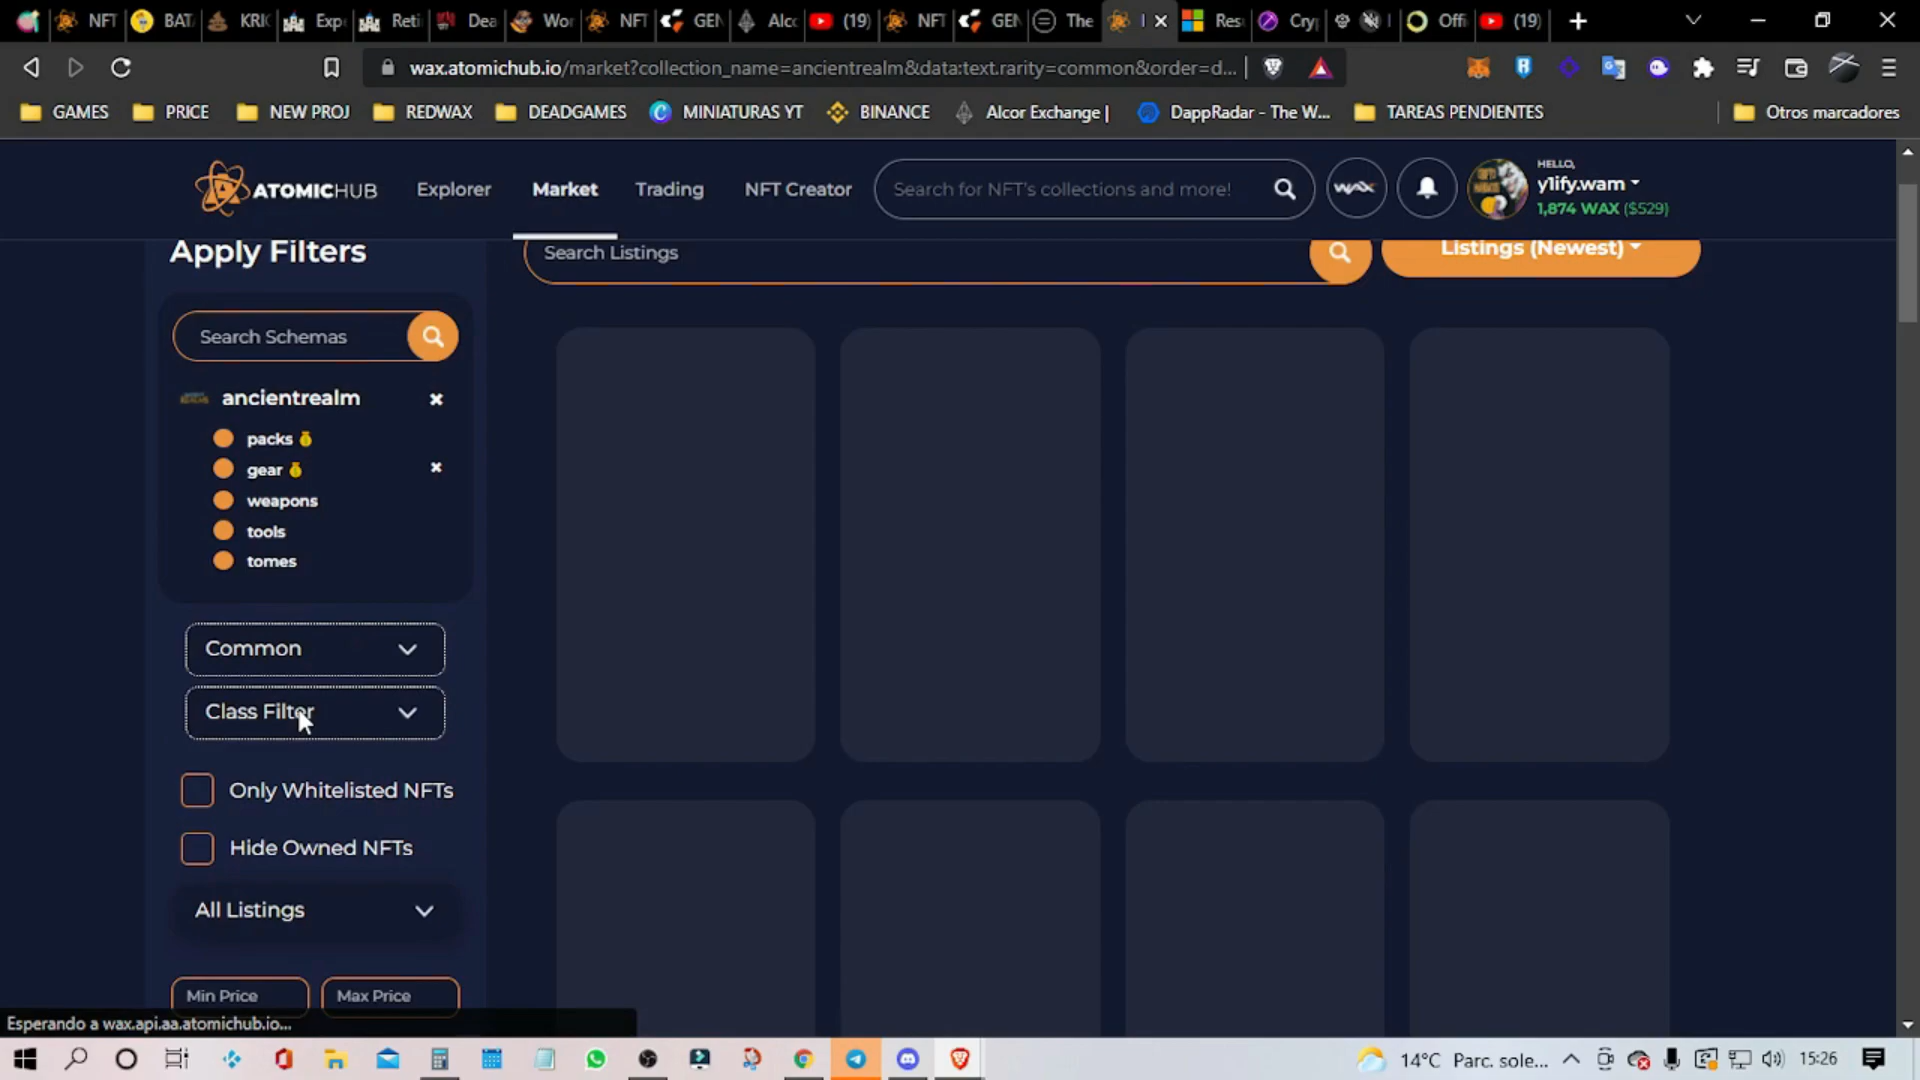 NFT BAT KRI Exp Reti Dea Wor NFT GEN Alc (19) NFT GEN The Res Cry Offi (19)
wax.atomichub.io/market?collection_name=ancientrealm&data:text.rarity=common&order=d...
GAMES PRICE NEW PROJ REDWAX DEADGAMES MINIATURAS YT BINANCE Alcor Exchange | DappRadar - The W... TAREAS PENDIENTES Otros marcadores
ATOMICHUB Explorer Market Trading NFT Creator Search for NFT's collections and more! WAX HELLO,
y1ify.wam
1,874 WAX ($529)
Apply Filters
Search Listings Listings (Newest)
Search Schemas
ancientrealm
packs
gear
weapons
tools
tomes
Common
Class Filter
Only Whitelisted NFTs
Hide Owned NFTs
All Listings
Min Price Max Price
Esperando a wax.api.aa.atomichub.io...
14°C Parc. sole... 15:26